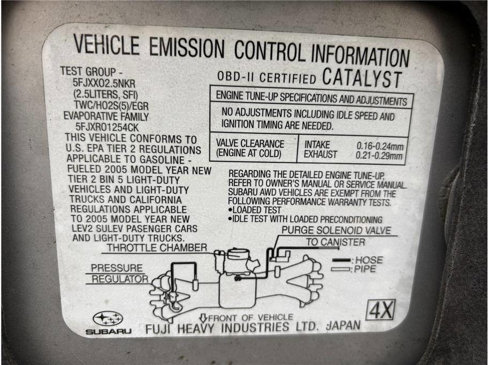 VEHICLE EMISSION CONTROL INFORMATION
TEST GROUP -
5FJXX02.5NKR
(2.5LITERS, SFI)
TWC/HO2S(5)/EGR
EVAPORATIVE FAMILY
5FJXR01254CK
THIS VEHICLE CONFORMS TO
U.S. EPA TIER 2 REGULATIONS
APPLICABLE TO GASOLINE -
FUELED 2005 MODEL YEAR NEW
TIER 2 BIN 5 LIGHT-DUTY
VEHICLES AND LIGHT-DUTY
TRUCKS AND CALIFORNIA
REGULATIONS APPLICABLE
TO 2005 MODEL YEAR NEW
LEV2 SULEV PASSENGER CARS
AND LIGHT-DUTY TRUCKS.
OBD-II CERTIFIED CATALYST
ENGINE TUNE-UP SPECIFICATIONS AND ADJUSTMENTS
NO ADJUSTMENTS INCLUDING IDLE SPEED AND
IGNITION TIMING ARE NEEDED.
VALVE CLEARANCE
(ENGINE AT COLD)
INTAKE 0.16-0.24mm
EXHAUST 0.21-0.29mm
REGARDING THE DETAILED ENGINE TUNE-UP,
REFER TO OWNER'S MANUAL OR SERVICE MANUAL.
SUBARU AWD VEHICLES ARE EXEMPT FROM THE
FOLLOWING PERFORMANCE WARRANTY TESTS.
•LOADED TEST
•IDLE TEST WITH LOADED PRECONDITIONING
PURGE SOLENOID VALVE
TO CANISTER
THROTTLE CHAMBER
PRESSURE
REGULATOR
:HOSE
:PIPE
FRONT OF VEHICLE
4X
SUBARU
FUJI HEAVY INDUSTRIES LTD. JAPAN